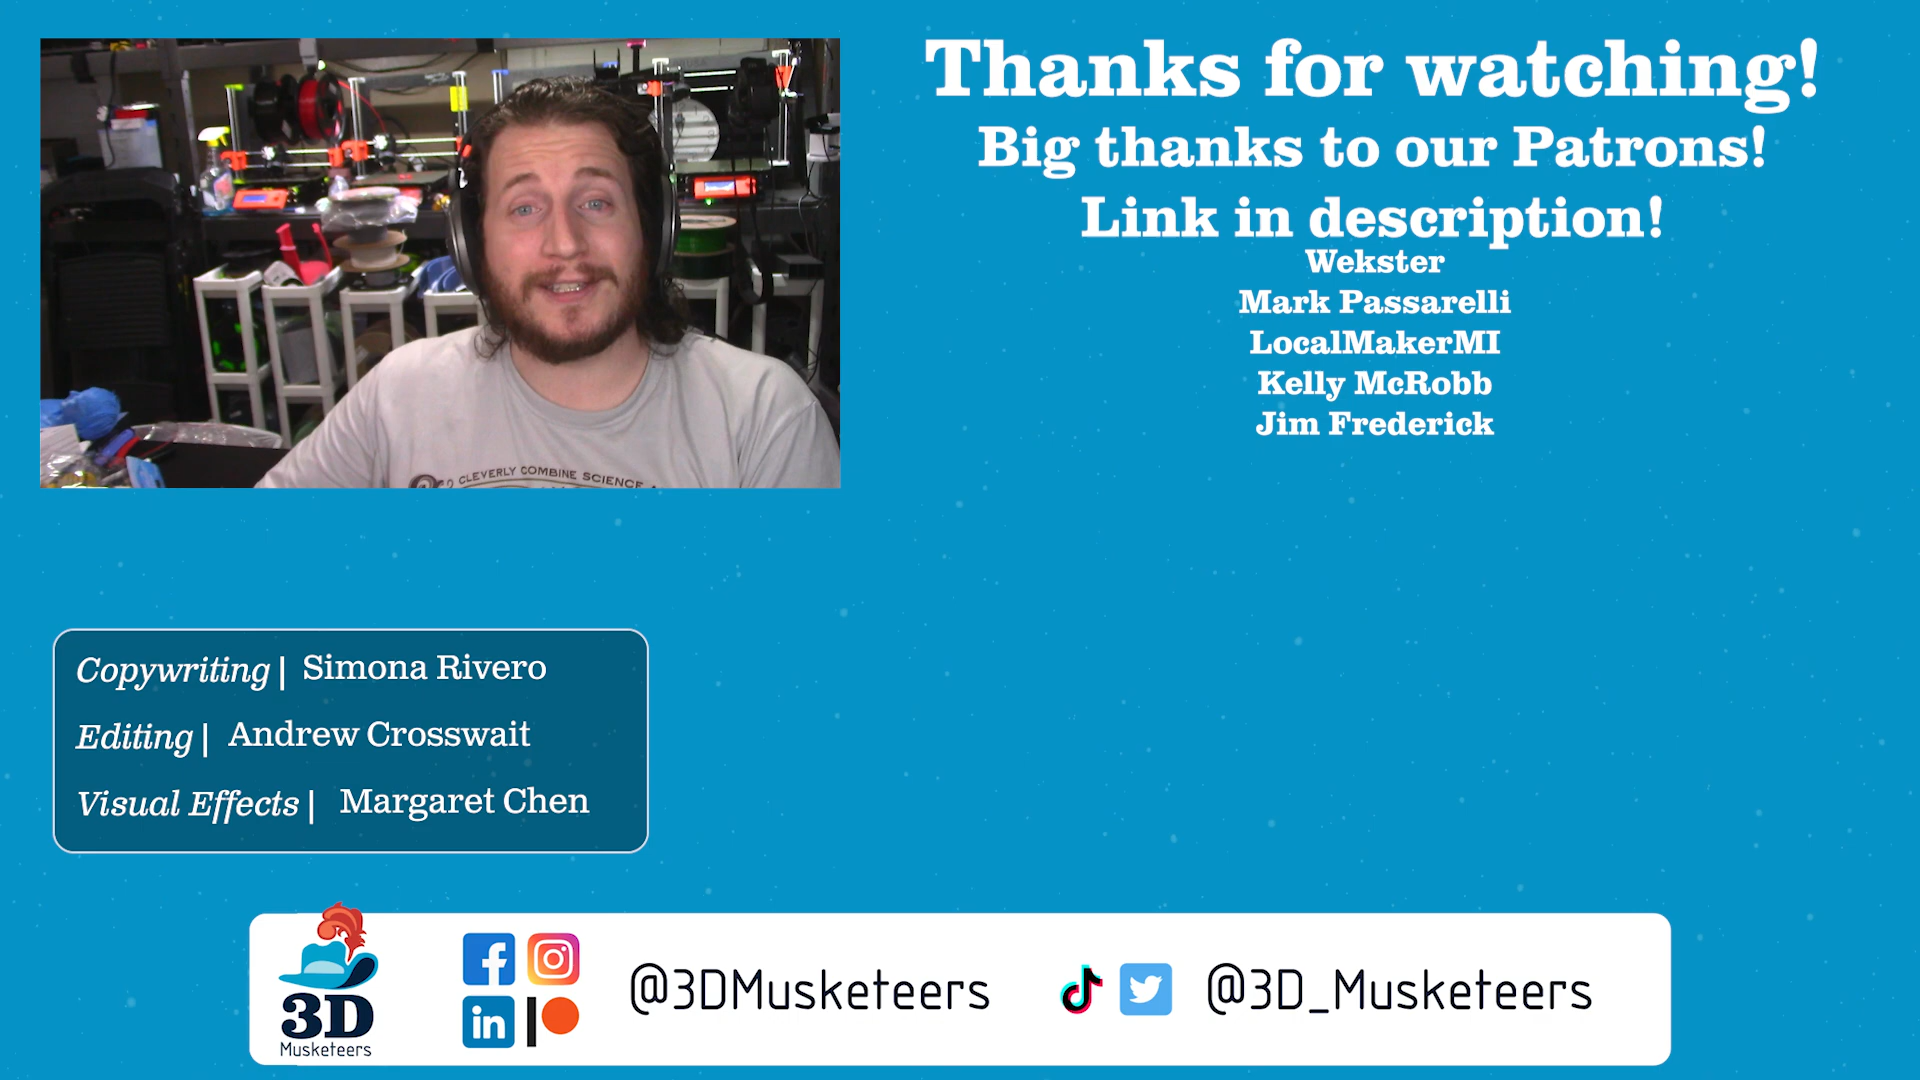 Thanks for watching!
Big thanks to our Patrons!
Link in description!
Wekster
Mark Passarelli
LocalMakerMI
Kelly McRobb
Jim Frederick
CLEVERLY COMBINE SCIENCE
Copywriting | Simona Rivero
Editing | Andrew Crosswait
Visual Effects | Margaret Chen
3D
Musketeers
@3DMusketeers
@3D_Musketeers